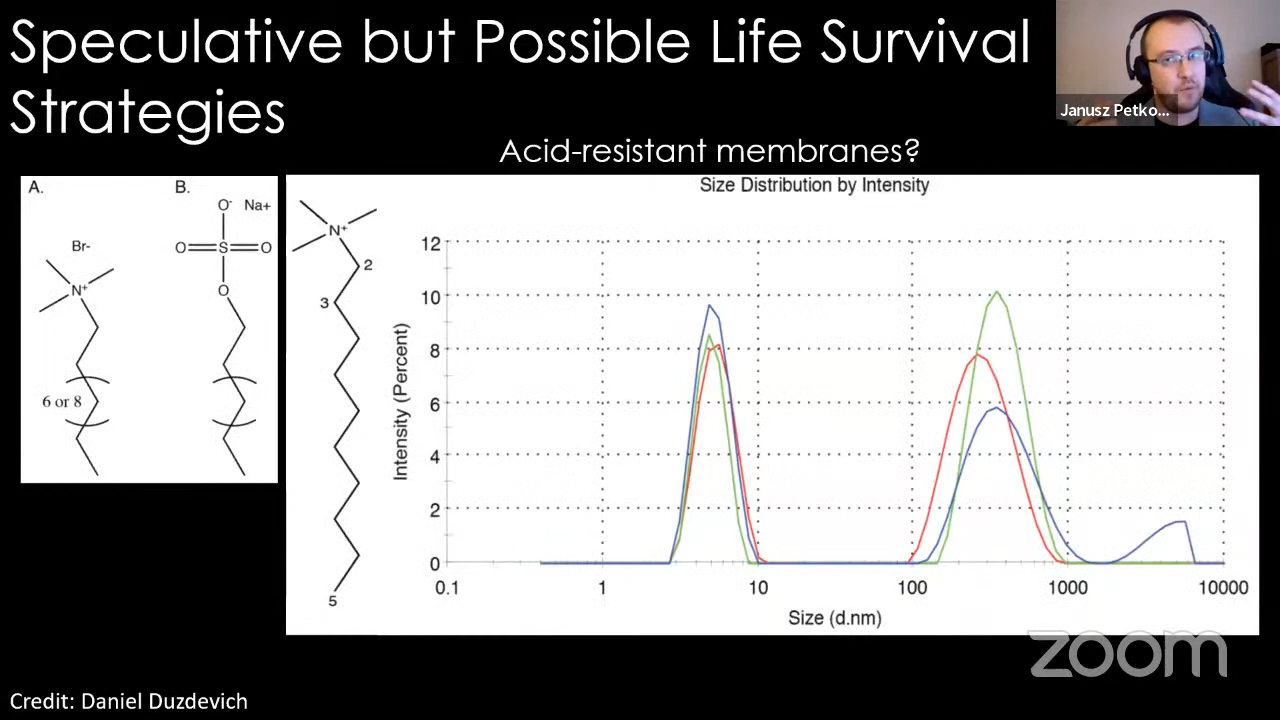 Speculative but Possible Life Survival
Strategies
Janusz Petko...
Acid-resistant membranes?
A.
B.
O- Na+
O S O
O
Br-
N+
6 or 8
N+
2
3
5
Size Distribution by Intensity
Intensity (Percent)
12
10
8
6
4
2
0
0.1 1 10 100 1000 10000
Size (d.nm)
zoom
Credit: Daniel Duzdevich